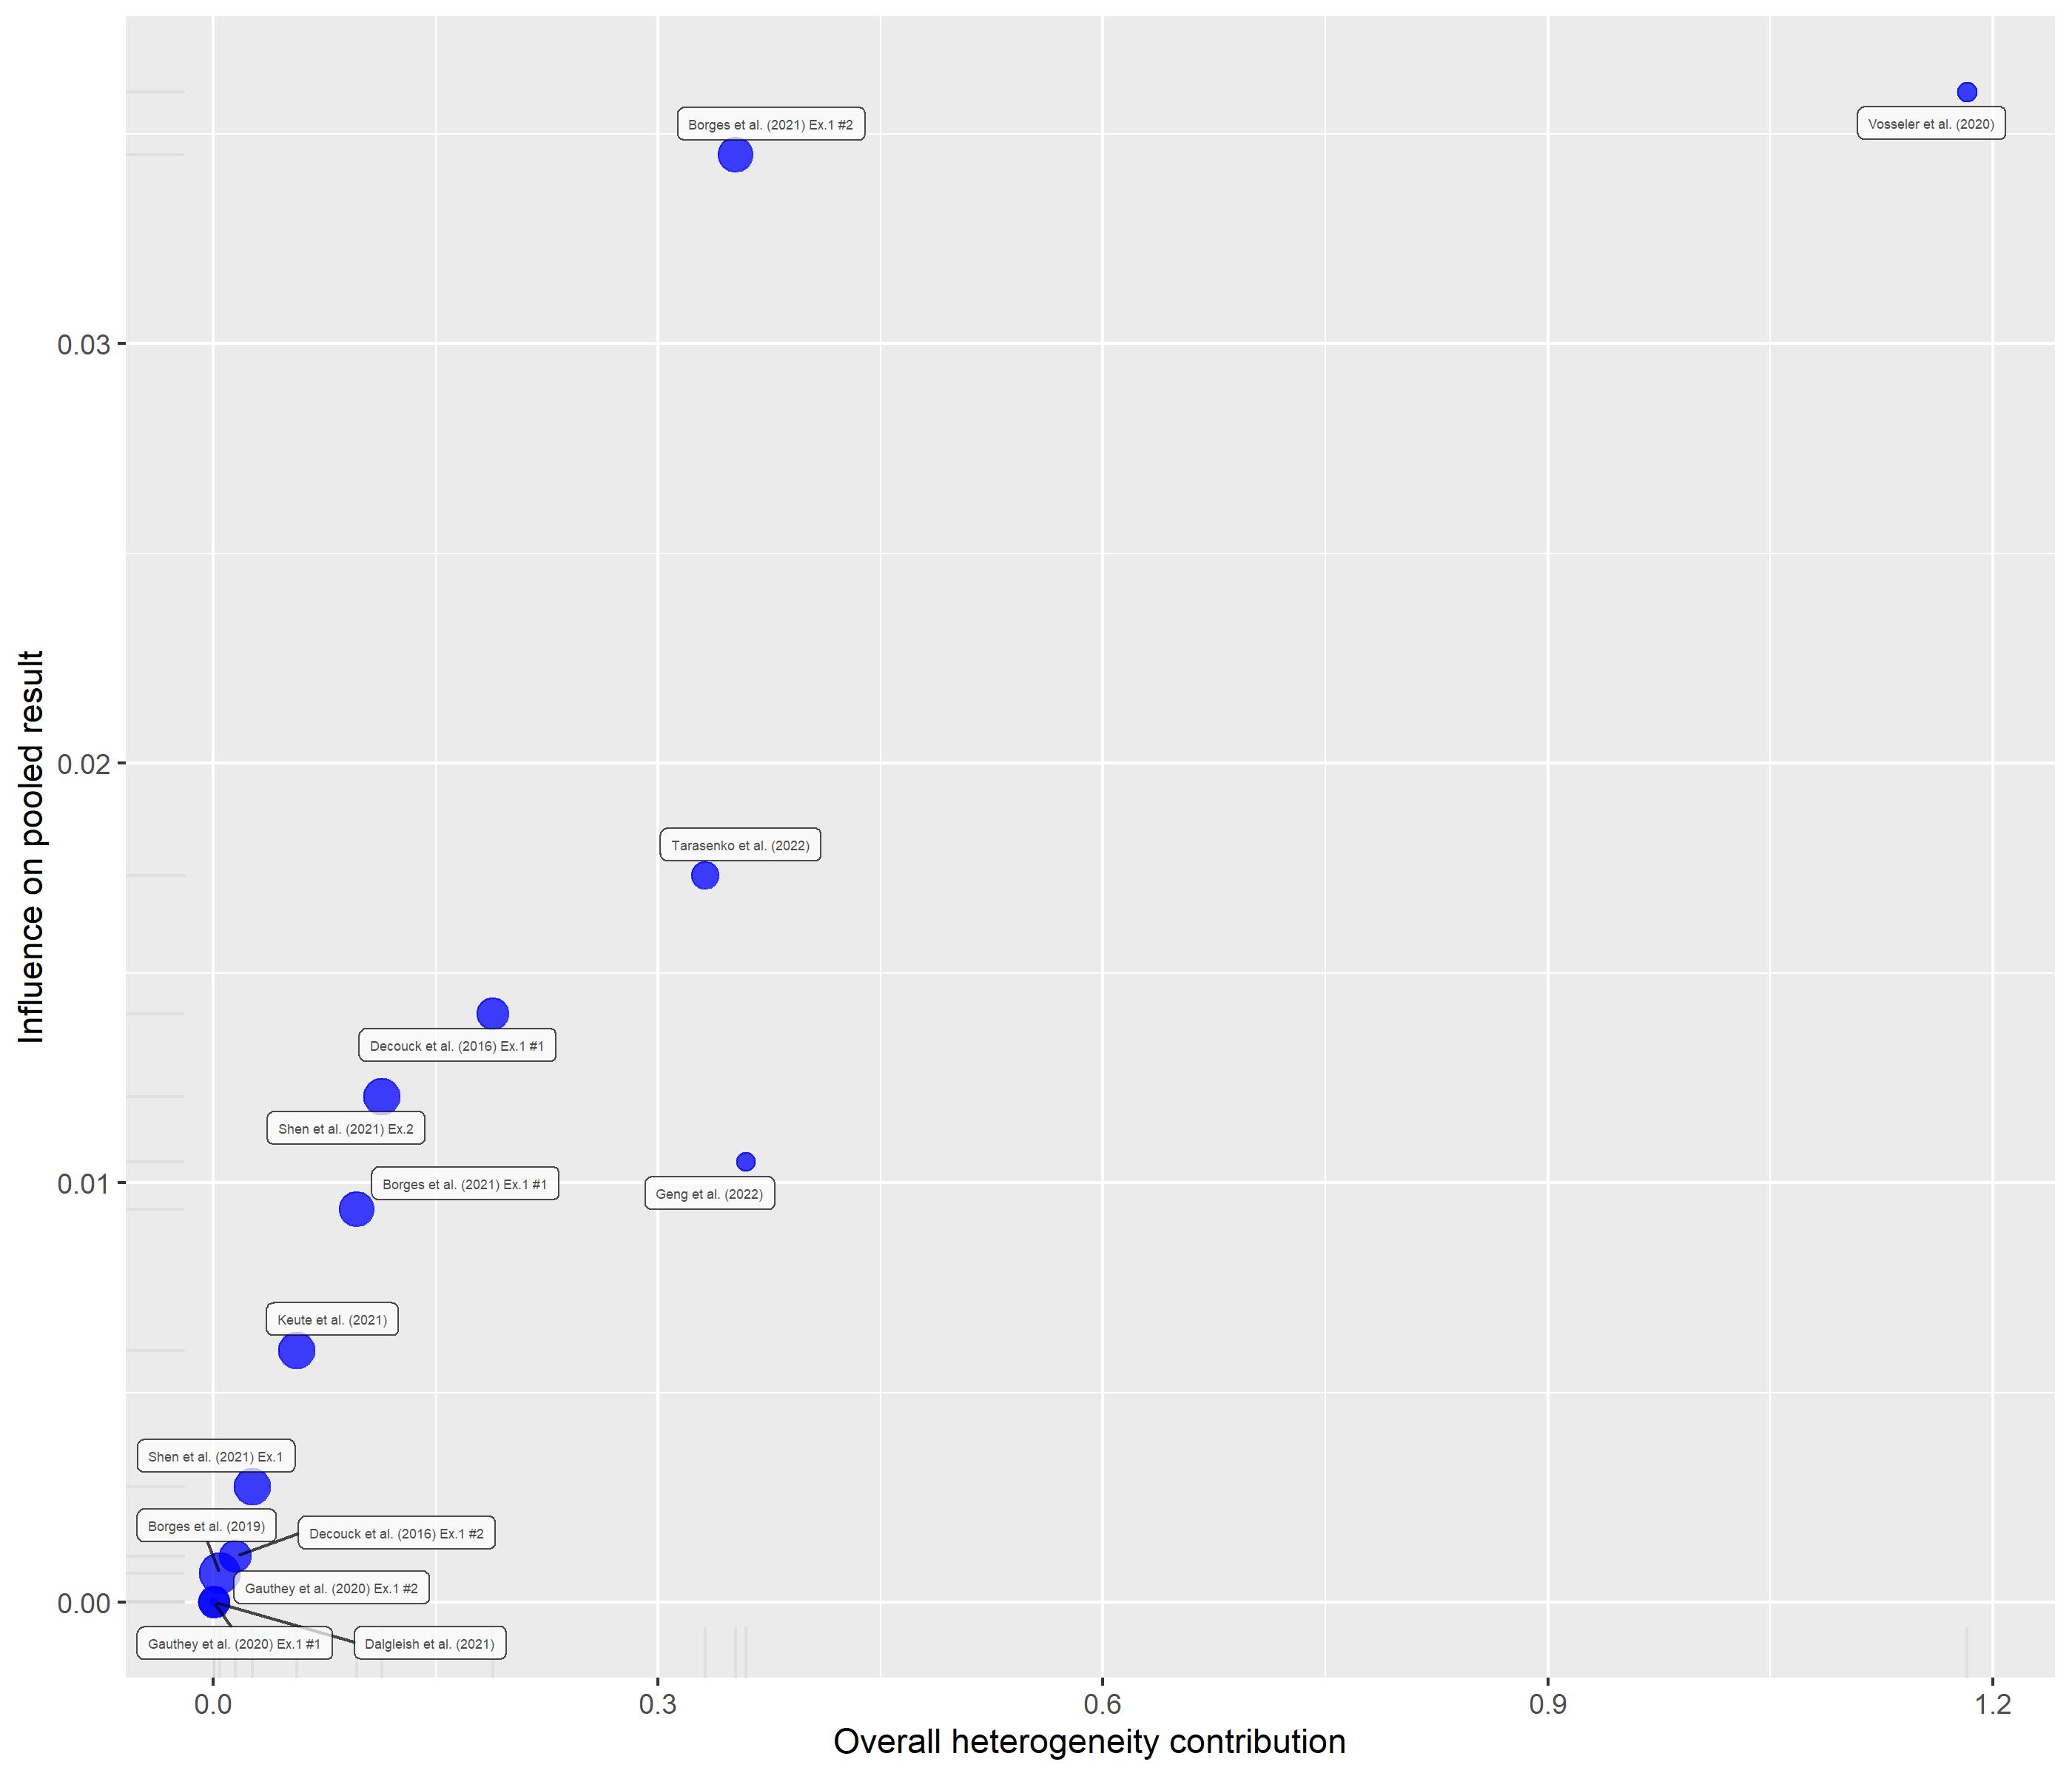 Borges et al. (2021) Ex.1 #2
Vosseler et al. (2020)
0.03
0.02
Influence on pooled result
Tarasenko et al. (2022)
Decouck et al. (2016) Ex.1 #1
Shen et al. (2021) Ex.2
Borges et al. (2021) Ex.1 #1
0.01
Geng et al. (2022)
Keute et al. (2021)
Shen et al. (2021) Ex.1
Borges et al. (2019)
Decouck et al. (2016) Ex.1 #2
Gauthey et al. (2020) Ex.1 #2
0.00
Gauthey et al. (2020) Ex.1 #1
Dalgleish et al. (2021)
0.0
0.3
0.6
0.9
1.2
Overall heterogeneity contribution